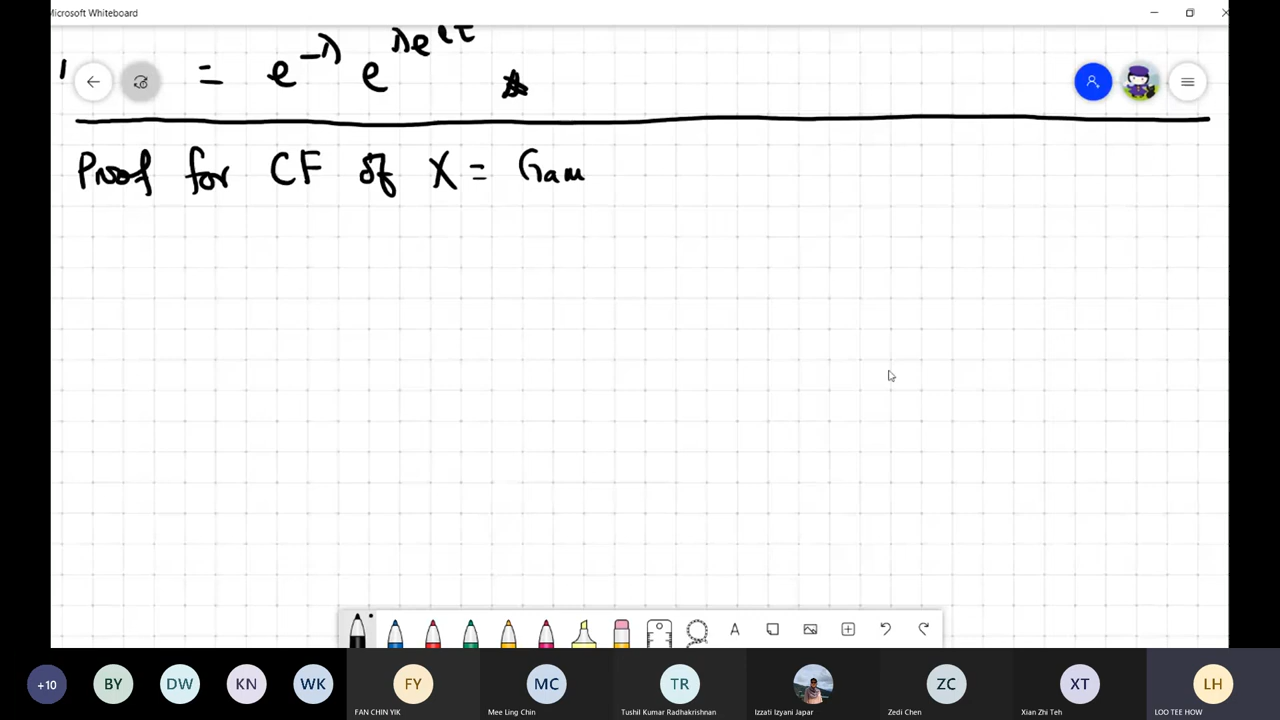 Microsoft Whiteboard
= e^{-λ} e^{λe^{it}}
Proof for CF of X = Gam
A
+10
BY
DW
KN
WK
FY
MC
TR
ZC
XT
LH
FAN CHIN YIK
Mee Ling Chin
Tushil Kumar Radhakrishnan
Izzati Izyani Japar
Zedi Chen
Xian Zhi Teh
LOO TEE HOW